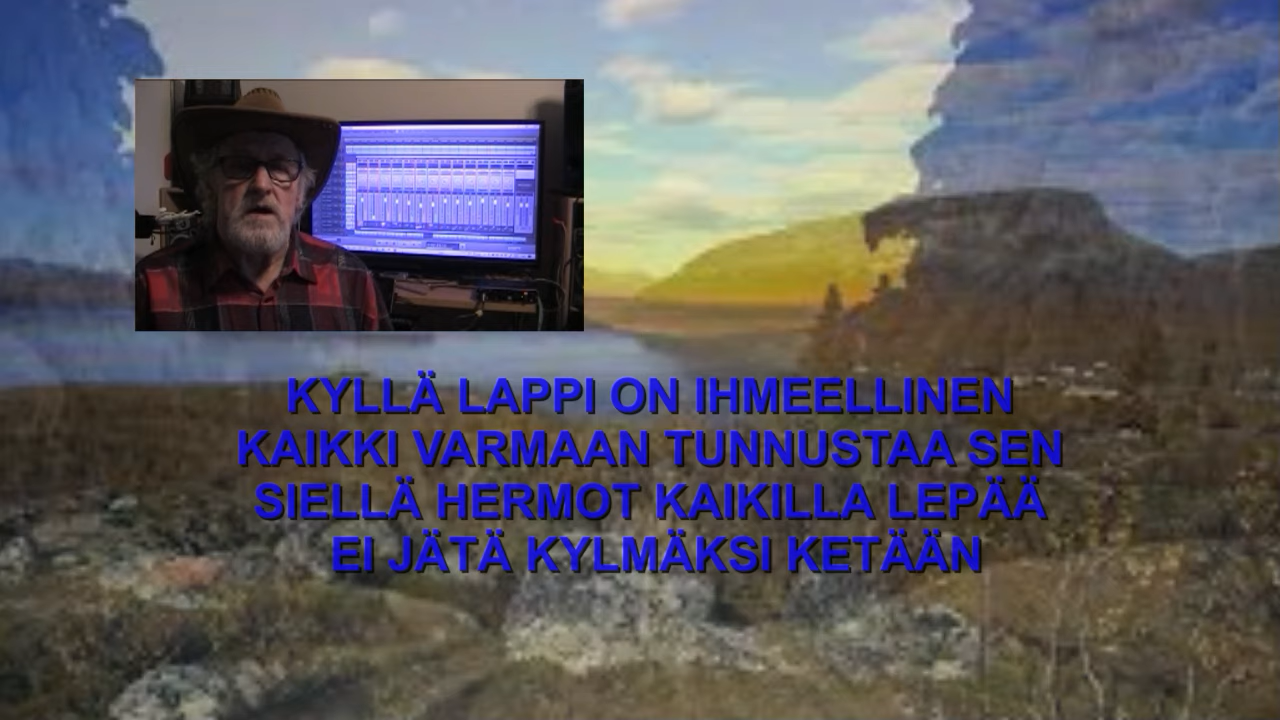 KYLLÄ LAPPI ON IHMEELLINEN
KAIKKI VARMAAN TUNNUSTAA SEN
SIELLÄ HERMOT KAIKILLA LEPÄÄ
EI JÄTÄ KYLMÄKSI KETÄÄN